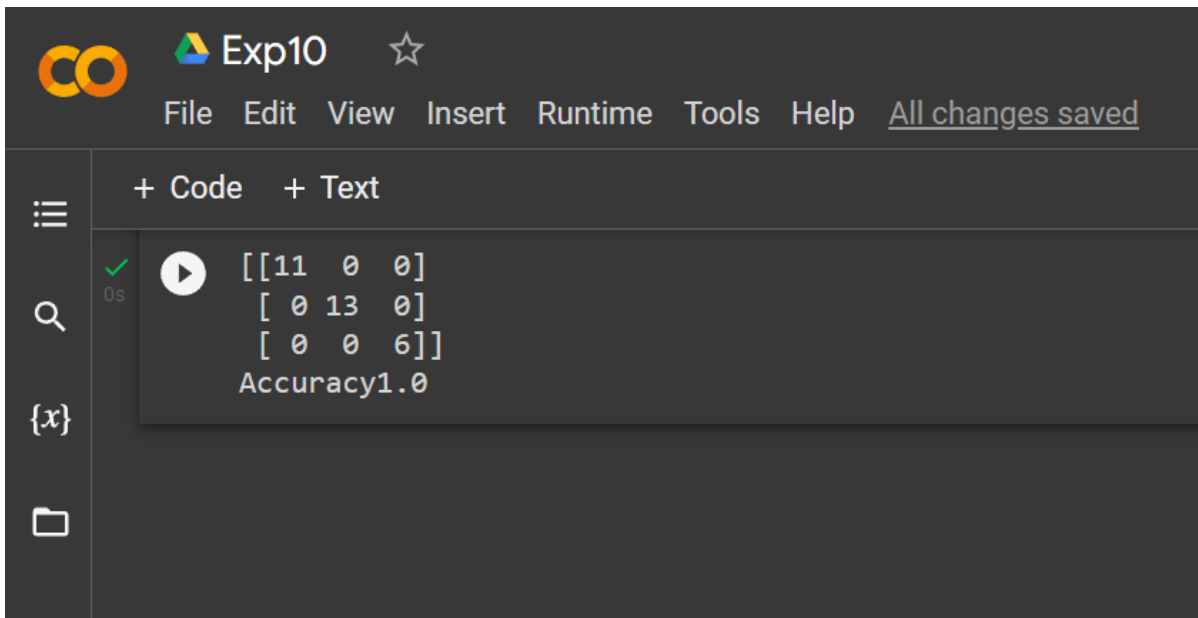 Exp10
File Edit View Insert Runtime Tools Help All changes saved
+ Code + Text
[[11 0 0]
0s
[ 0 13 0]
[ 0 0 6]]
Accuracy1.0
{x}